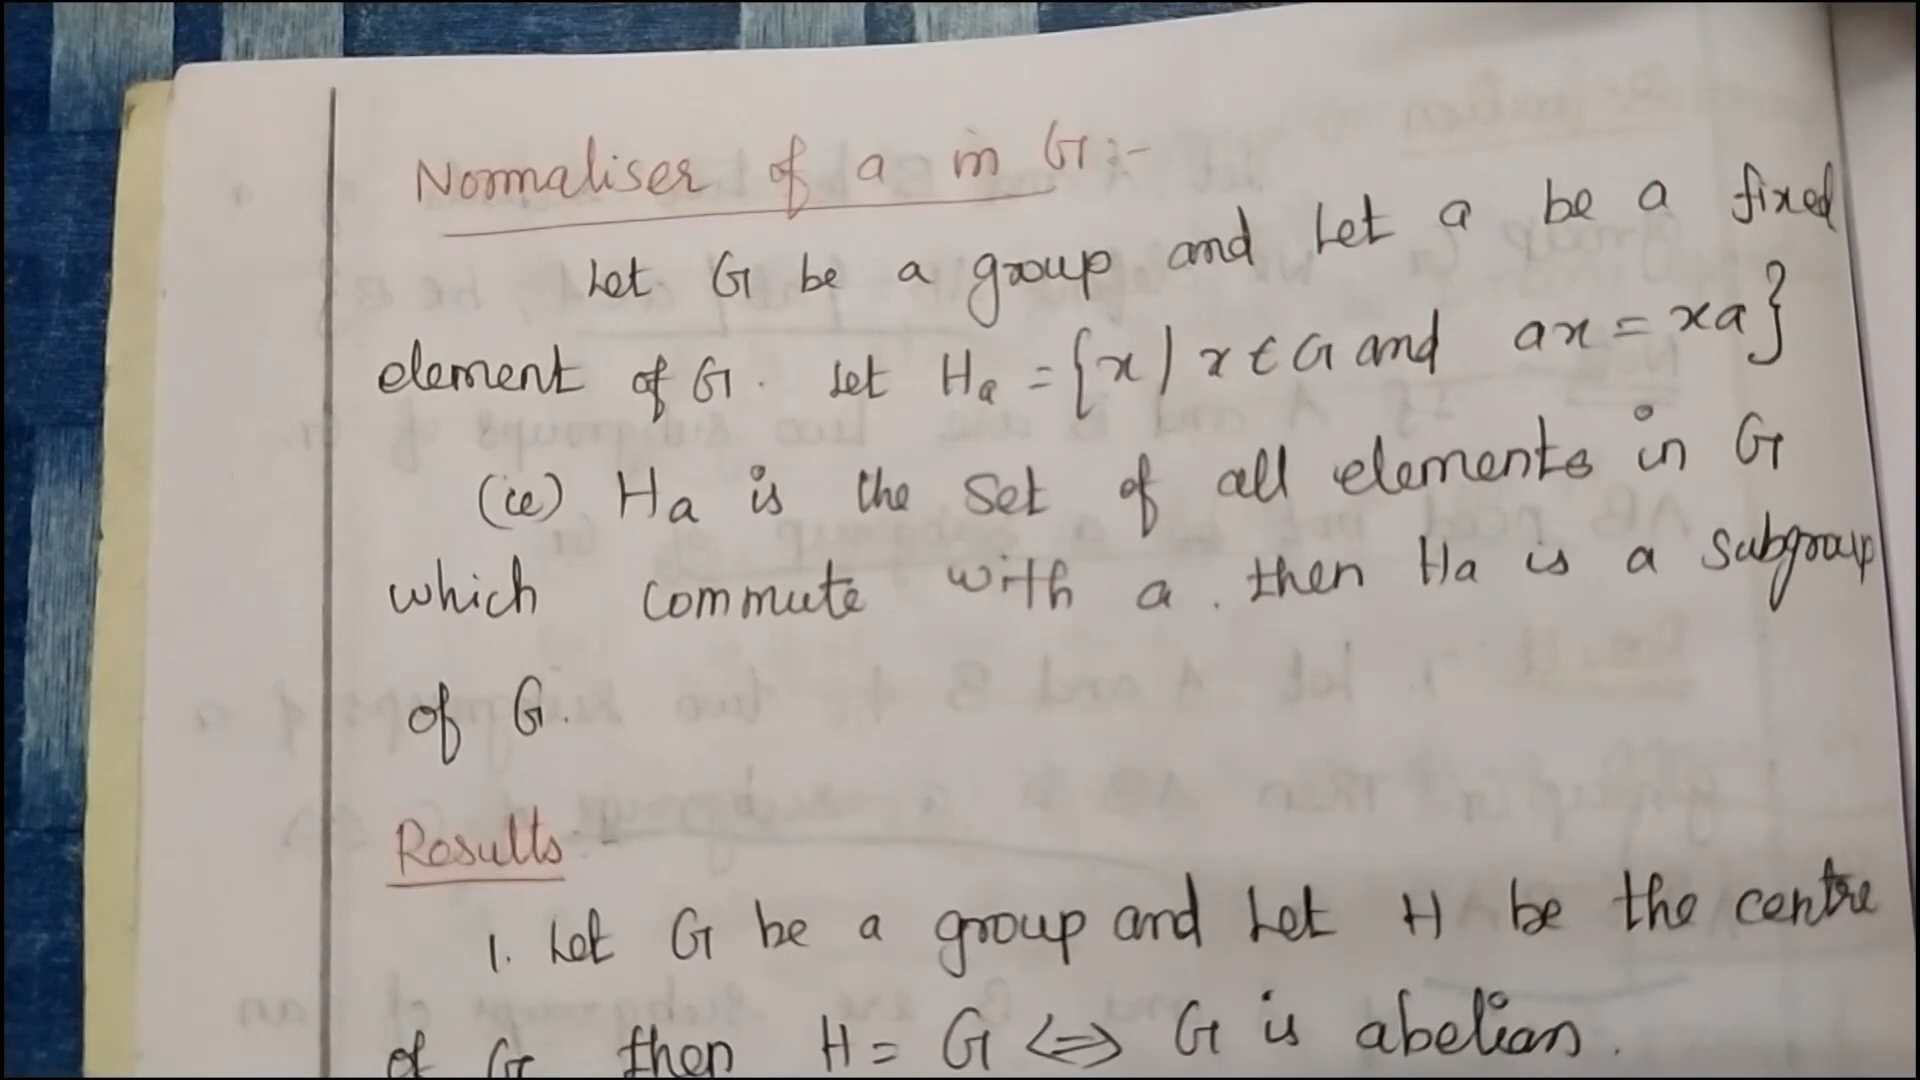 Normaliser of a in G:-
Let G be a group and Let a be a fixed
element of G. Let Ha = {x / x ∈ G and ax = xa}
(ie) Ha is the set of all elements in G
which commute with a. then Ha is a subgroup
of G.
Results:-
1. Let G be a group and Let H be the centre
of G then H = G ⇔ G is abelian.